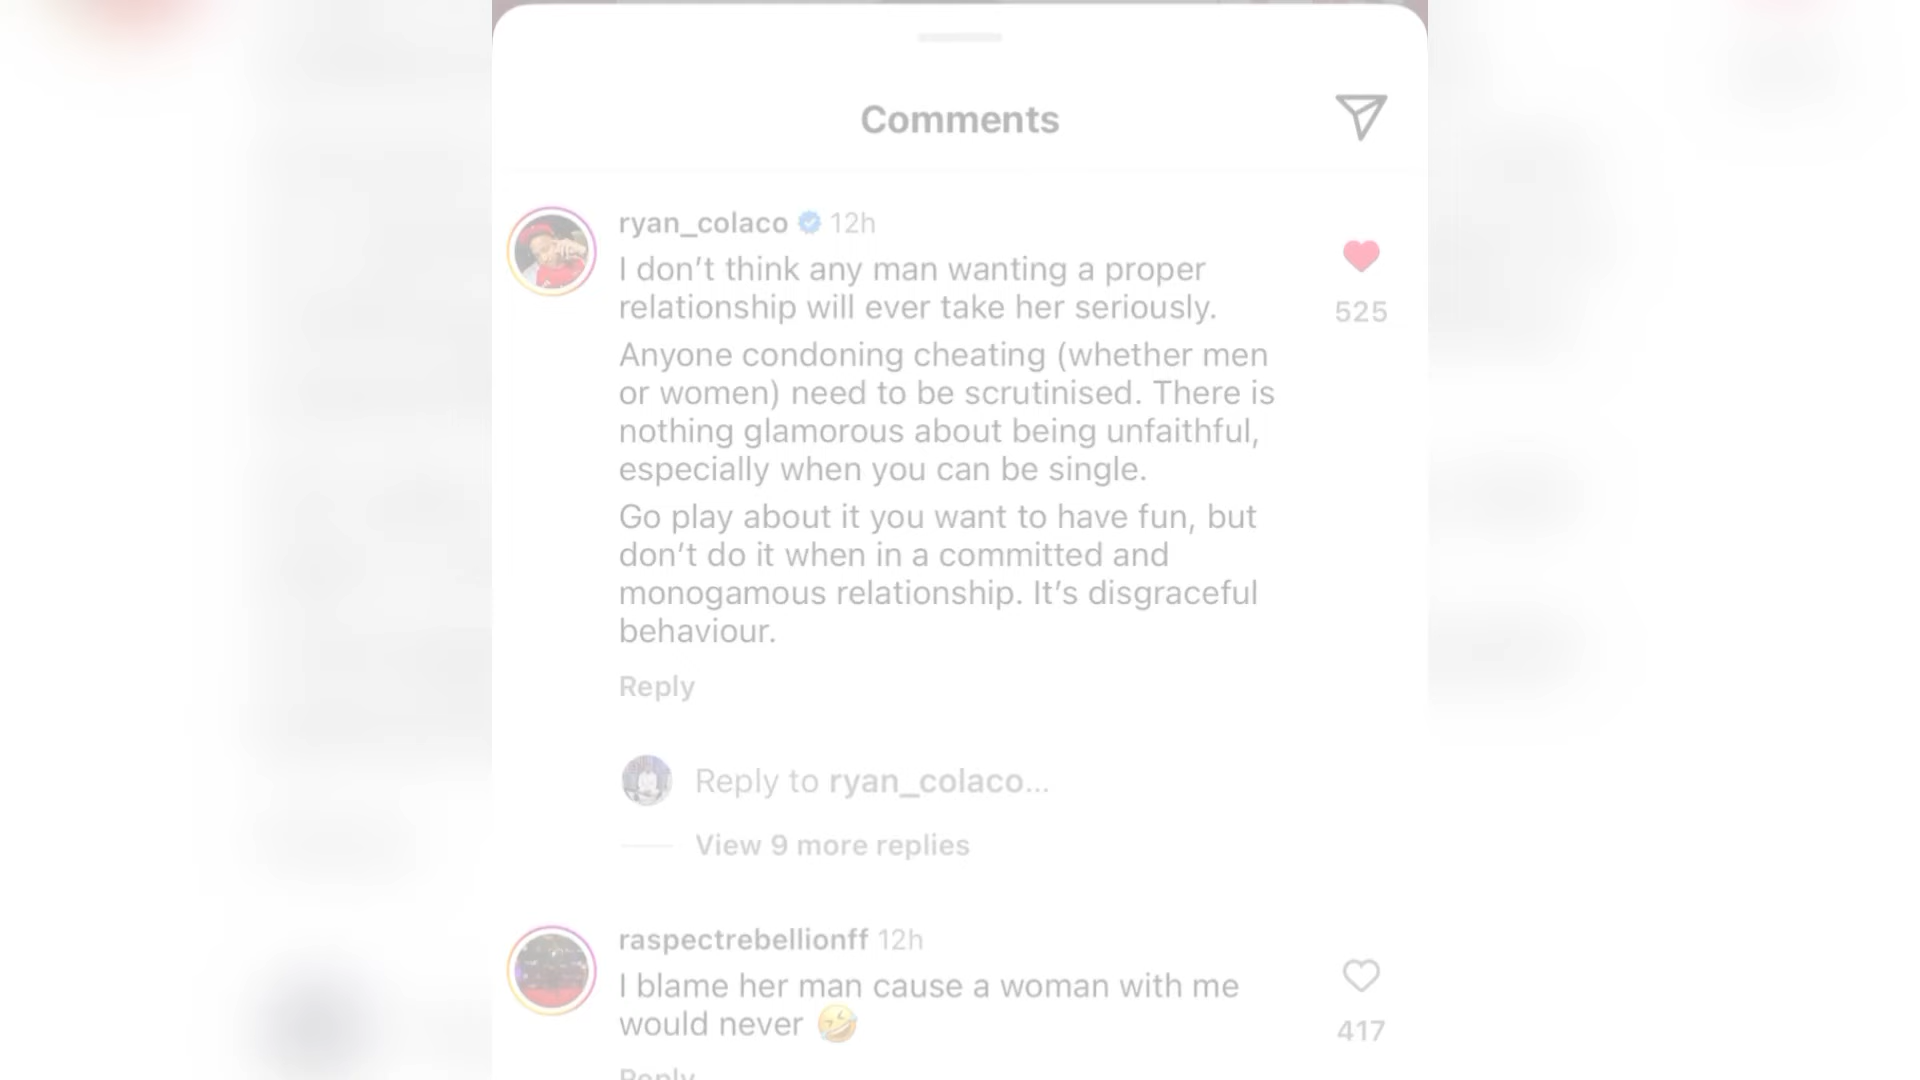 Comments
ryan_colaco 12h
I don't think any man wanting a proper
relationship will ever take her seriously.
525
Anyone condoning cheating (whether men
or women) need to be scrutinised. There is
nothing glamorous about being unfaithful,
especially when you can be single.
Go play about it you want to have fun, but
don't do it when in a committed and
monogamous relationship. It's disgraceful
behaviour.
Reply
Reply to ryan_colaco...
View 9 more replies
raspectrebellionff 12h
I blame her man cause a woman with me
would never 🤣
417
Reply